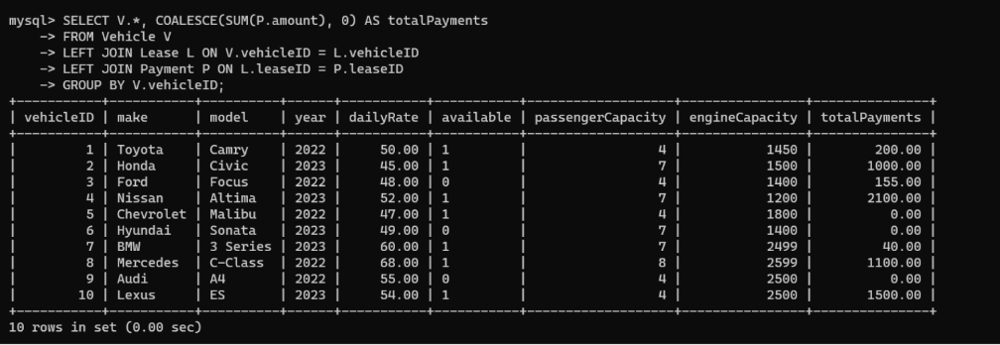 mysql> SELECT V.*, COALESCE(SUM(P.amount), 0) AS totalPayments
    -> FROM Vehicle V
    -> LEFT JOIN Lease L ON V.vehicleID = L.vehicleID
    -> LEFT JOIN Payment P ON L.leaseID = P.leaseID
    -> GROUP BY V.vehicleID;
+-----------+-----------+----------+------+-----------+-----------+-------------------+----------------+---------------+
| vehicleID | make      | model    | year | dailyRate | available | passengerCapacity | engineCapacity | totalPayments |
+-----------+-----------+----------+------+-----------+-----------+-------------------+----------------+---------------+
|         1 | Toyota    | Camry    | 2022 |     50.00 | 1         |                 4 |           1450 |        200.00 |
|         2 | Honda     | Civic    | 2023 |     45.00 | 1         |                 7 |           1500 |       1000.00 |
|         3 | Ford      | Focus    | 2022 |     48.00 | 0         |                 4 |           1400 |        155.00 |
|         4 | Nissan    | Altima   | 2023 |     52.00 | 1         |                 7 |           1200 |       2100.00 |
|         5 | Chevrolet | Malibu   | 2022 |     47.00 | 1         |                 4 |           1800 |          0.00 |
|         6 | Hyundai   | Sonata   | 2023 |     49.00 | 0         |                 7 |           1400 |          0.00 |
|         7 | BMW       | 3 Series | 2023 |     60.00 | 1         |                 7 |           2499 |         40.00 |
|         8 | Mercedes  | C-Class  | 2022 |     68.00 | 1         |                 8 |           2599 |       1100.00 |
|         9 | Audi      | A4       | 2022 |     55.00 | 0         |                 4 |           2500 |          0.00 |
|        10 | Lexus     | ES       | 2023 |     54.00 | 1         |                 4 |           2500 |       1500.00 |
+-----------+-----------+----------+------+-----------+-----------+-------------------+----------------+---------------+
10 rows in set (0.00 sec)